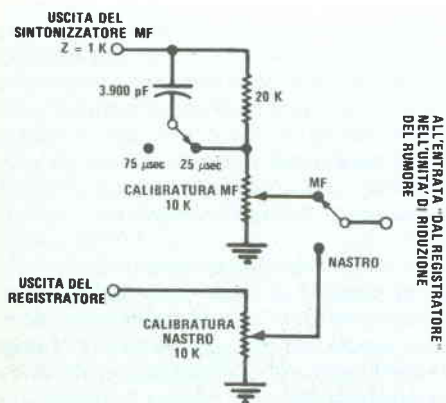 USCITA DEL
SINTONIZZATORE MF
Z = 1 K
3.900 pF
20 K
75 µsec
25 µsec
CALIBRATURA MF
10 K
MF
NASTRO
USCITA DEL
REGISTRATORE
CALIBRATURA
NASTRO
10 K
ALL'ENTRATA "DAL REGISTRATORE"
NELL'UNITA' DI RIDUZIONE
DEL RUMORE